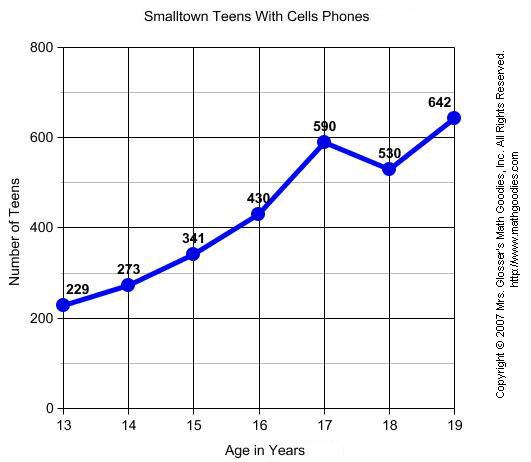 Smalltown Teens With Cells Phones
800
600
400
200
0
Number of Teens
229
273
341
430
590
530
642
13 14 15 16 17 18 19
Age in Years
Copyright © 2007 Mrs. Glosser's Math Goodies, Inc. All Rights Reserved.
http://www.mathgoodies.com